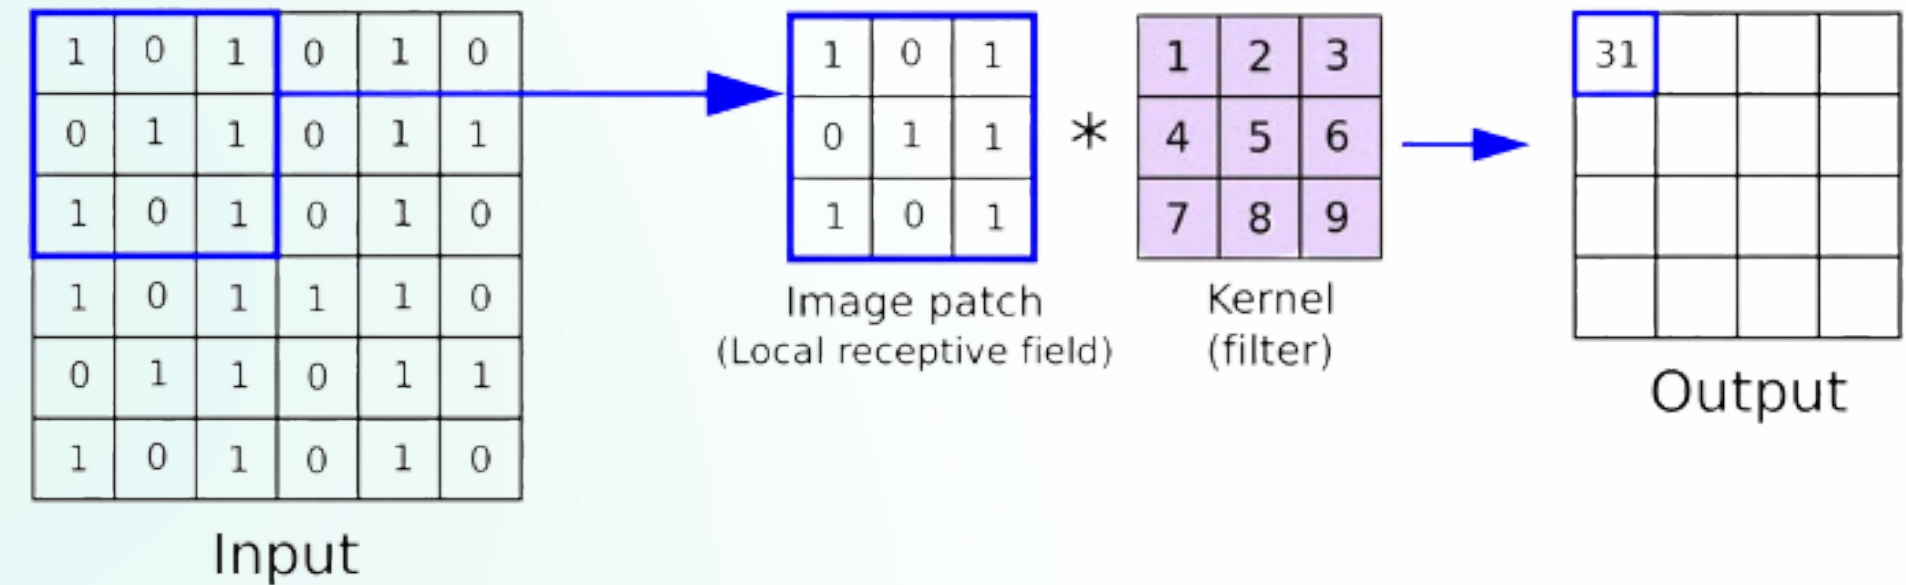 1 0 1 0 1 0
0 1 1 0 1 1
1 0 1 0 1 0
1 0 1 1 1 0
0 1 1 0 1 1
1 0 1 0 1 0
Input
1 0 1
0 1 1
1 0 1
Image patch
(Local receptive field)
*
1 2 3
4 5 6
7 8 9
Kernel
(filter)
31
Output